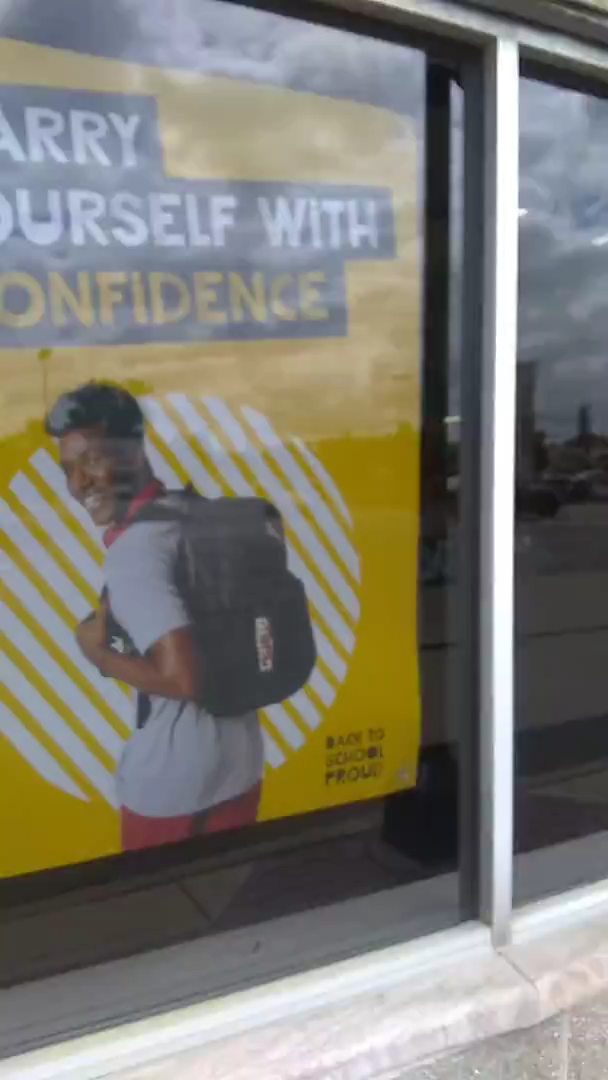 ARRY
OURSELF WITH
ONFIDENCE
BACK TO
SCHOOL
PROUD